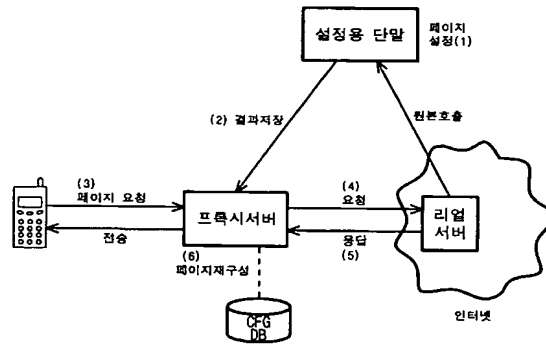 설정용 단말
페이지
설정(1)
(2) 결과저장
원본호출
(3)
페이지 요청
전송
프록시서버
(4)
요청
응답
(5)
리얼
서버
(6)
페이지재구성
인터넷
CFG
DB